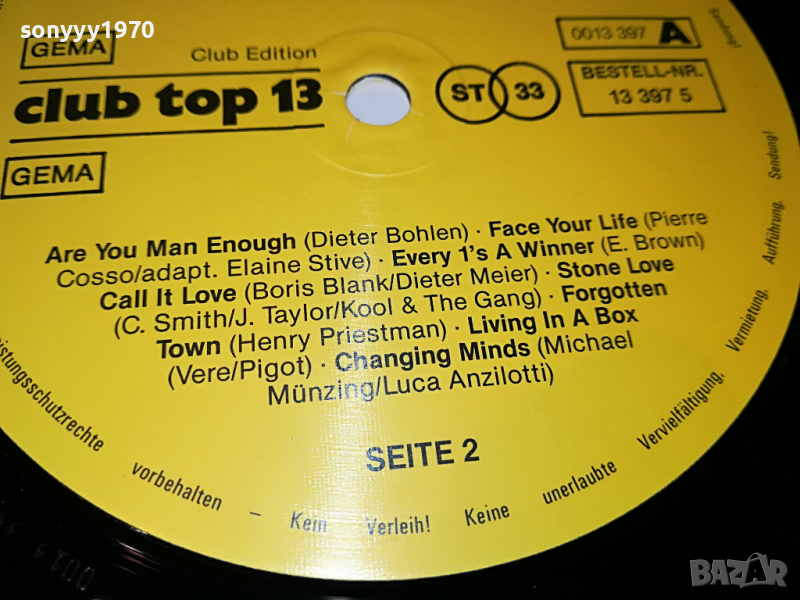 sonyyy1970
GEMA
Club Edition
club top 13
GEMA
ST 33
0013 397 A
BESTELL-NR.
13 397 5
Are You Man Enough (Dieter Bohlen) · Face Your Life (Pierre
Cosso/adapt. Elaine Stive) · Every 1's A Winner (E. Brown)
Call It Love (Boris Blank/Dieter Meier) · Stone Love
(C. Smith/J. Taylor/Kool & The Gang) · Forgotten
Town (Henry Priestman) · Living In A Box
(Vere/Pigot) · Changing Minds (Michael
Münzing/Luca Anzilotti)
SEITE 2
istungsschutzrechte vorbehalten – Kein Verleih! Keine unerlaubte Vervielfältigung, Vermietung, Aufführung, Sendung!
Sendung!
BAZAR